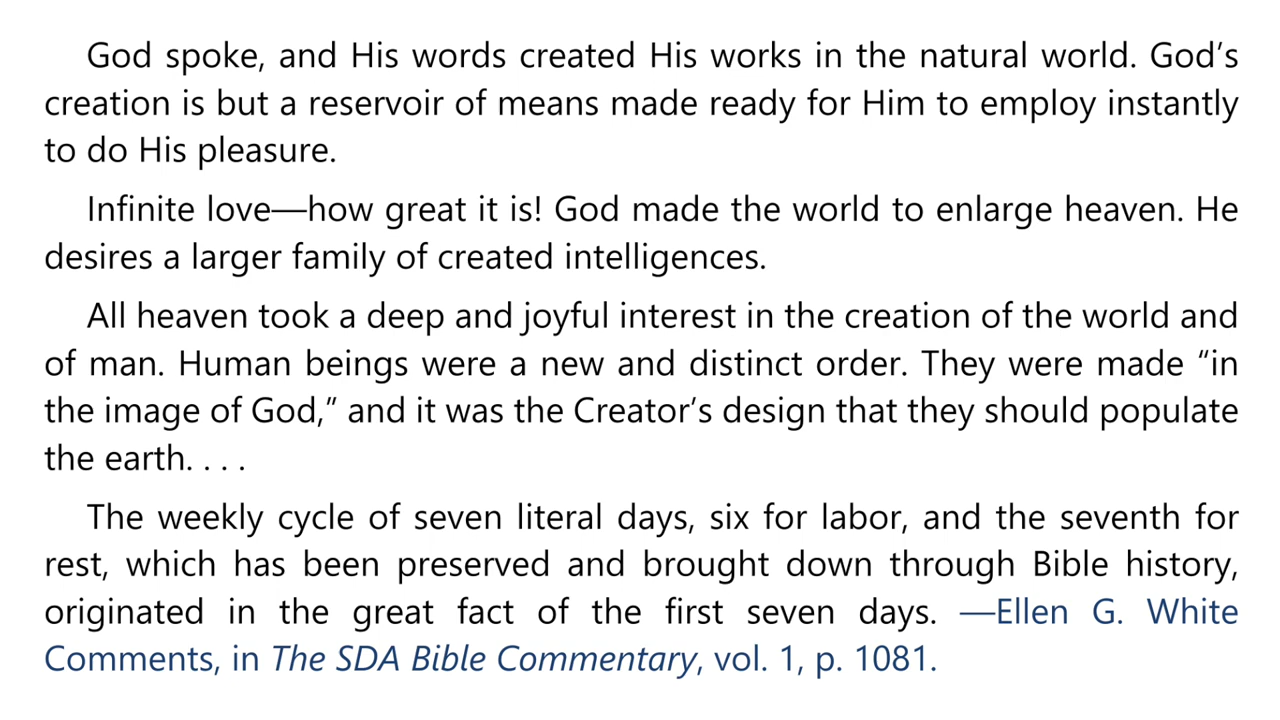 God spoke, and His words created His works in the natural world. God’s
creation is but a reservoir of means made ready for Him to employ instantly
to do His pleasure.
Infinite love—how great it is! God made the world to enlarge heaven. He
desires a larger family of created intelligences.
All heaven took a deep and joyful interest in the creation of the world and
of man. Human beings were a new and distinct order. They were made “in
the image of God,” and it was the Creator’s design that they should populate
the earth. . . .
The weekly cycle of seven literal days, six for labor, and the seventh for
rest, which has been preserved and brought down through Bible history,
originated in the great fact of the first seven days. —Ellen G. White
Comments, in The SDA Bible Commentary, vol. 1, p. 1081.